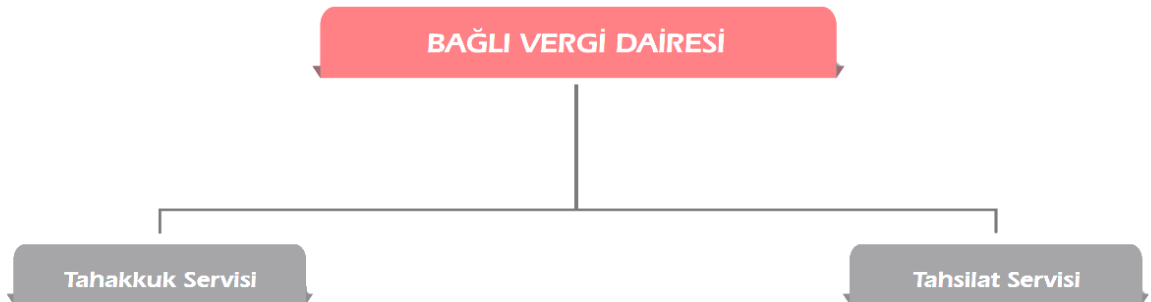 BAĞLI VERGİ DAİRESİ
Tahakkuk Servisi
Tahsilat Servisi